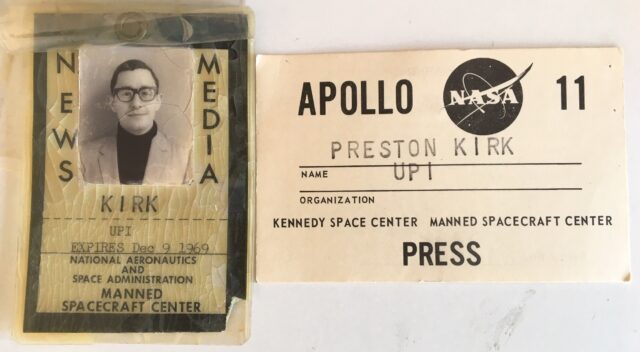 NEWS
MEDIA
KIRK
UPI
EXPIRES Dec 9 1969
NATIONAL AERONAUTICS
AND
SPACE ADMINISTRATION
MANNED
SPACECRAFT CENTER
APOLLO NASA 11
PRESTON KIRK
NAME UPI
ORGANIZATION
KENNEDY SPACE CENTER MANNED SPACECRAFT CENTER
PRESS